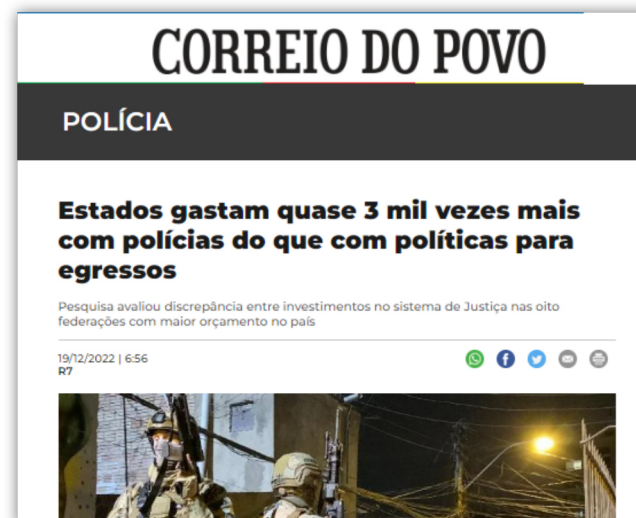 CORREIO DO POVO
POLÍCIA
Estados gastam quase 3 mil vezes mais
com polícias do que com políticas para
egressos
Pesquisa avaliou discrepância entre investimentos no sistema de Justiça nas oito
federações com maior orçamento no país
19/12/2022 | 6:56
R7